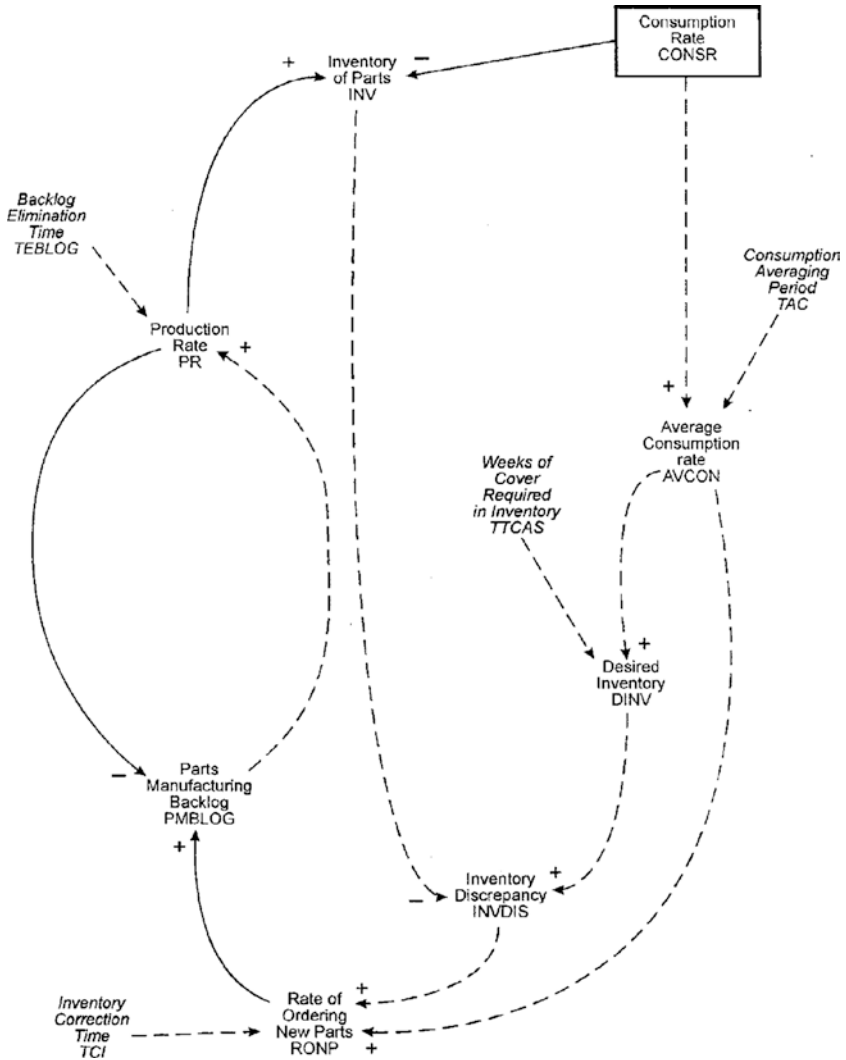 Consumption
Rate
CONSR
+
Inventory
of Parts
INV
−
Backlog
Elimination
Time
TEBLOG
Consumption
Averaging
Period
TAC
Production
Rate
PR
+
+
Average
Consumption
rate
AVCON
Weeks of
Cover
Required
in Inventory
TTCAS
+
Desired
Inventory
DINV
−
Parts
Manufacturing
Backlog
PMBLOG
+
Inventory
Discrepancy
INVDIS
+
−
Rate of
Ordering
New Parts
RONP
+
+
Inventory
Correction
Time
TCI